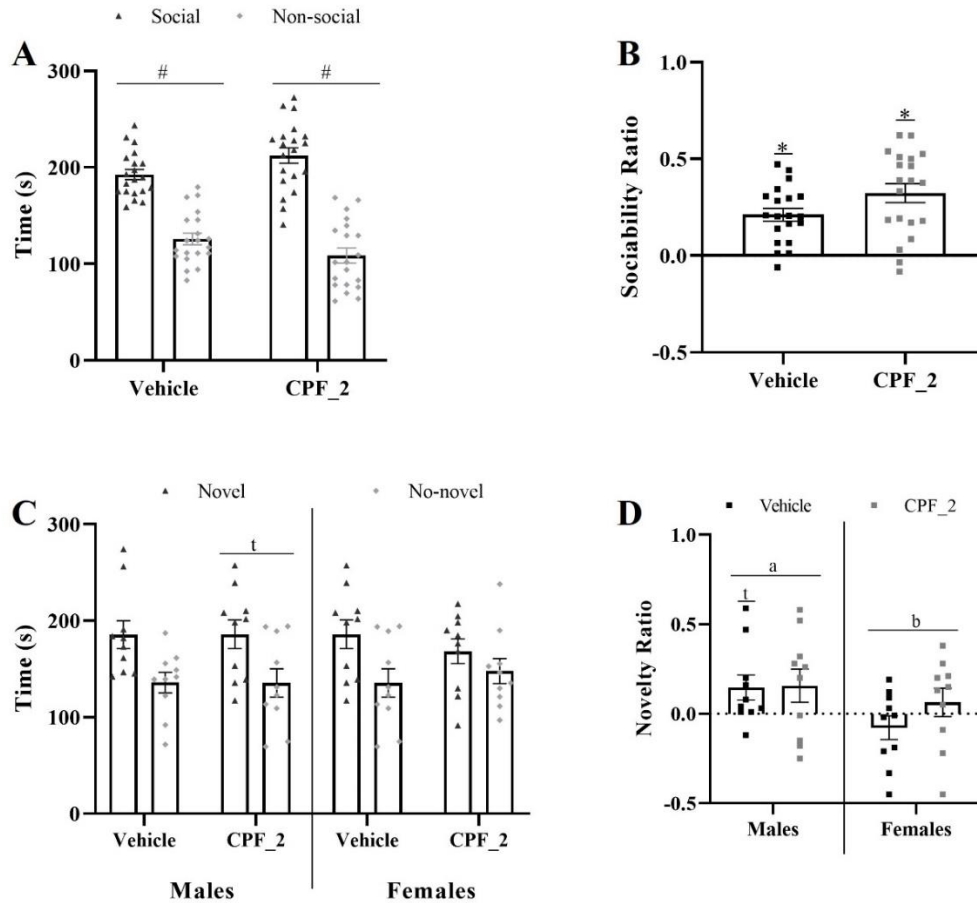 Social Non-social
A
# #
300
200
100
0
Time (s)
Vehicle CPF_2
B
* *
1.0
0.5
0.0
-0.5
Sociability Ratio
Vehicle CPF_2
Novel No-novel
C
t
300
200
100
0
Time (s)
Vehicle CPF_2 Vehicle CPF_2
Males Females
Vehicle CPF_2
D
a
t
b
1.0
0.5
0.0
-0.5
Novelty Ratio
Males Females